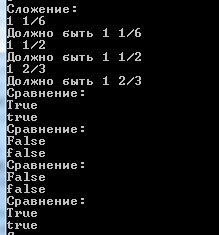 Сложение:
1 1/6
Должно быть 1 1/6
1 1/2
Должно быть 1 1/2
1 2/3
Должно быть 1 2/3
Сравнение:
True
true
Сравнение:
False
false
Сравнение:
False
false
Сравнение:
True
true